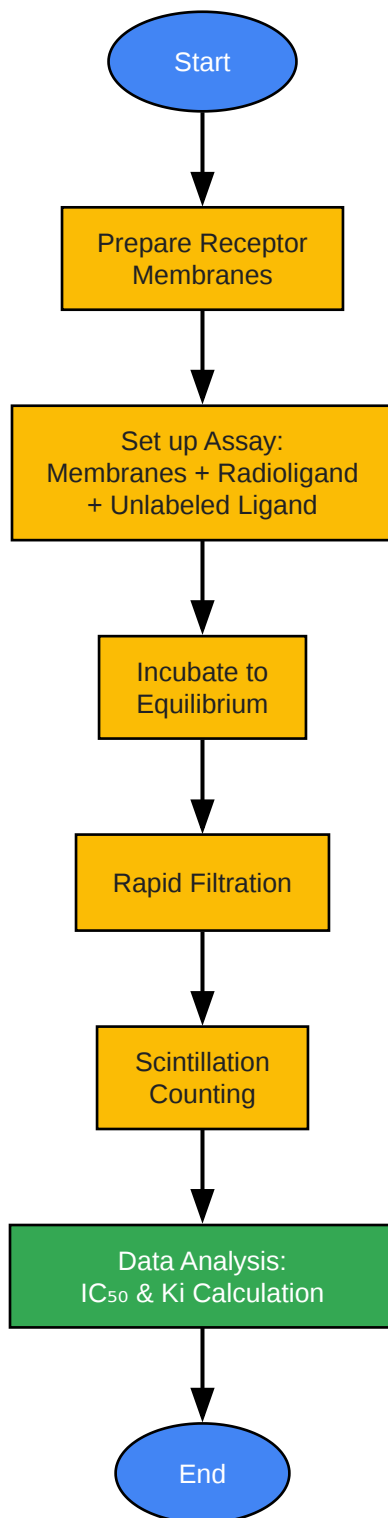 Start
Prepare Receptor
Membranes
Set up Assay:
Membranes + Radioligand
+ Unlabeled Ligand
Incubate to
Equilibrium
Rapid Filtration
Scintillation
Counting
Data Analysis:
IC₅₀ & Ki Calculation
End